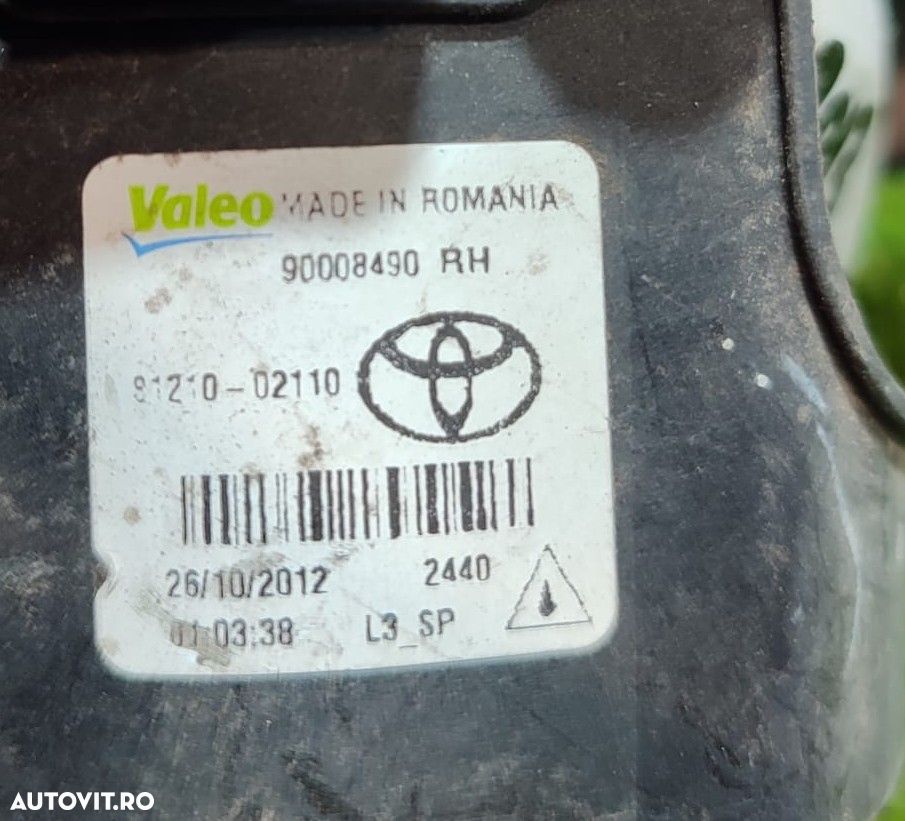 Valeo MADE IN ROMANIA
90008490 RH
81210-02110
26/10/2012 2440
01:03:38 L3_SP
AUTOVIT.RO